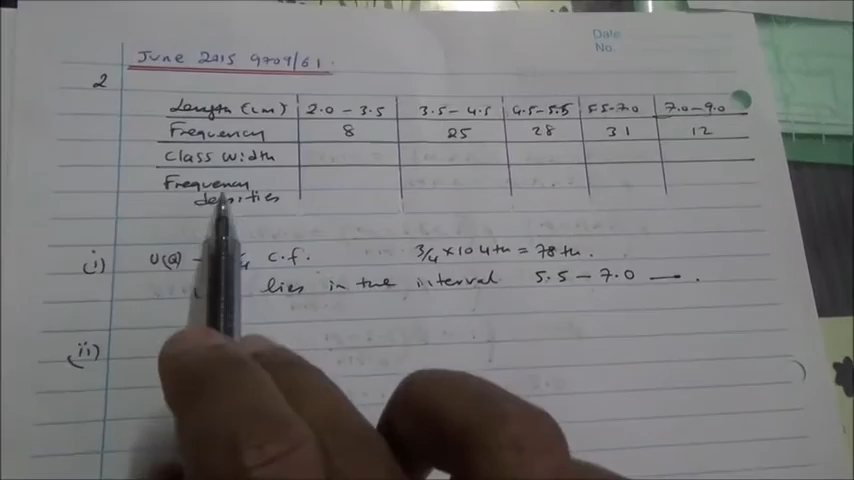 Date
No.
June 2015 9709/61.
2
Length (cm) 2.0 - 3.5 3.5 - 4.5 4.5 - 5.5 5.5 - 7.0 7.0 - 9.0
Frequency 8 25 28 31 12
Class Width
Frequency
densities
(i) U(Q) - c.f. 3/4 × 104th = 78th.
lies in the interval 5.5 - 7.0 — .
(ii)